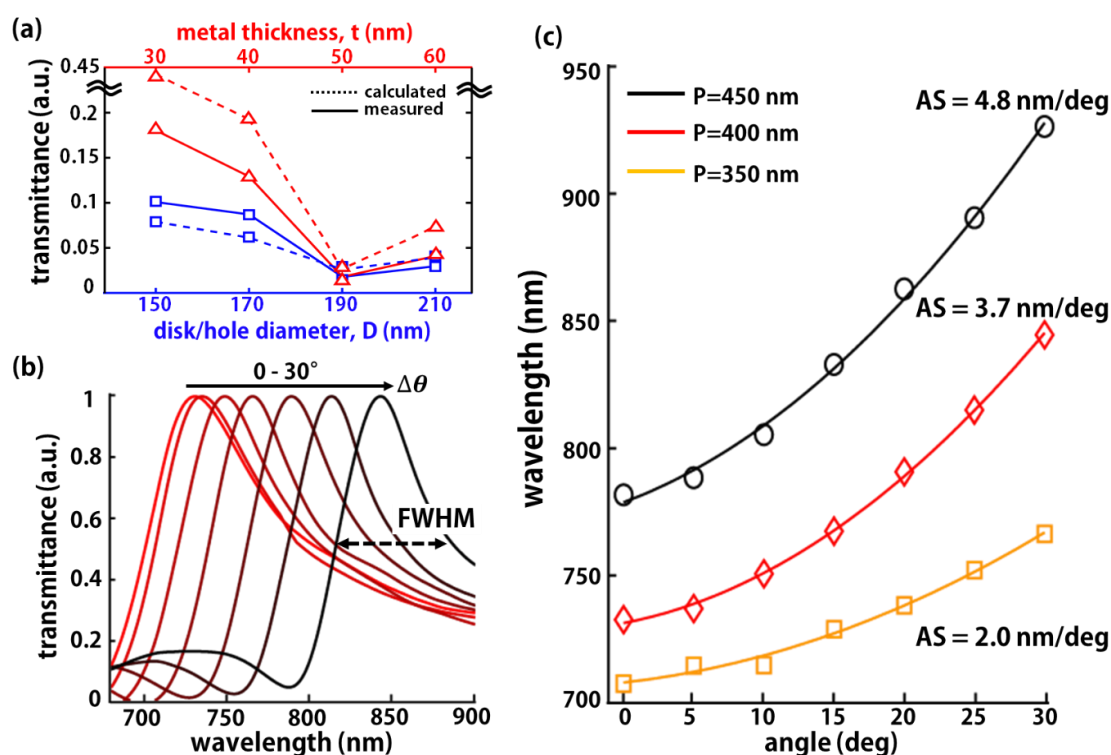 (a)
metal thickness, t (nm)
30 40 50 60
0.45
0.2
0.15
0.1
0.05
0
transmittance (a.u.)
calculated
measured
150 170 190 210
disk/hole diameter, D (nm)
(b)
0 - 30°
Δθ
1
0.8
0.6
0.4
0.2
0
transmittance (a.u.)
FWHM
700 750 800 850 900
wavelength (nm)
(c)
950
900
850
800
750
700
wavelength (nm)
P=450 nm
P=400 nm
P=350 nm
AS = 4.8 nm/deg
AS = 3.7 nm/deg
AS = 2.0 nm/deg
0 5 10 15 20 25 30
angle (deg)